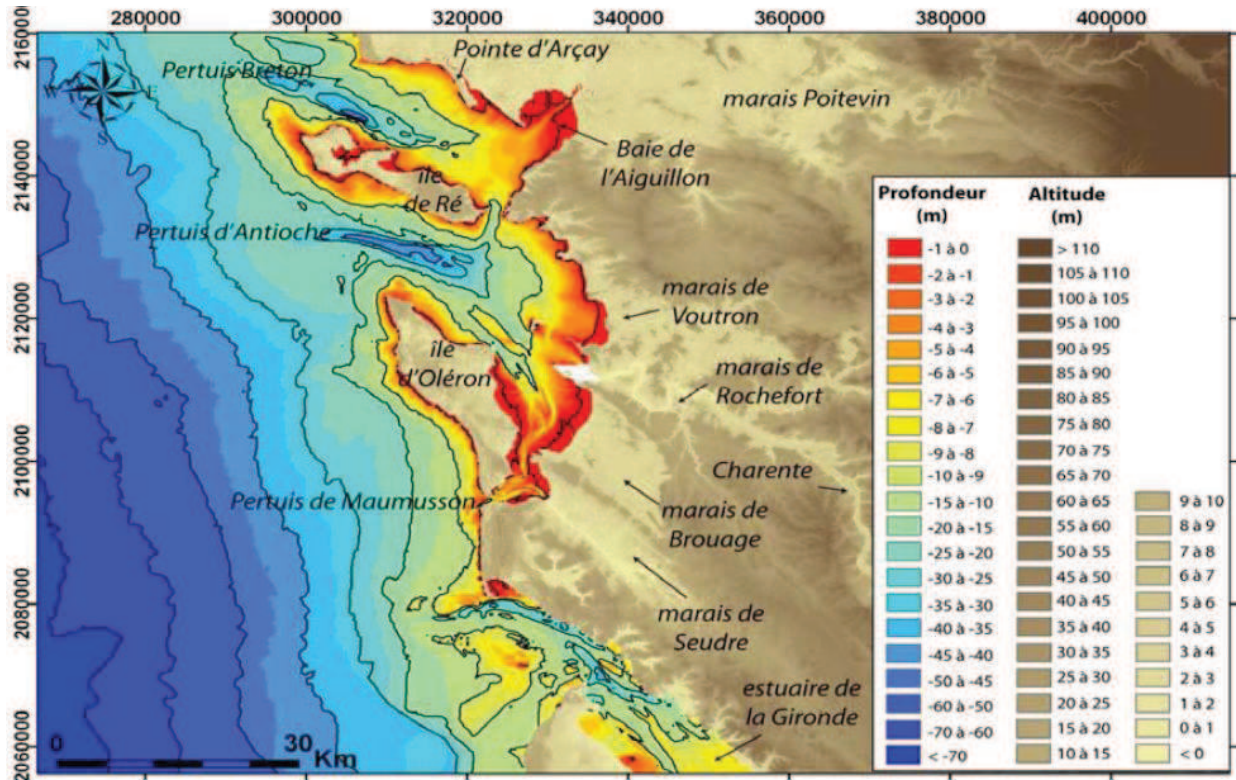 280000 300000 320000 340000 360000 380000 400000
2160000
2140000
2120000
2100000
2080000
2060000
N
W E
S
Pertuis Breton
Pointe d'Arçay
marais Poitevin
Baie de
l'Aiguillon
île
de Ré
Pertuis d'Antioche
marais de
Voutron
île
d'Oléron
marais de
Rochefort
Charente
Pertuis de Maumusson
marais de
Brouage
marais de
Seudre
estuaire de
la Gironde
0 30 Km
Profondeur
(m)
-1 à 0
-2 à -1
-3 à -2
-4 à -3
-5 à -4
-6 à -5
-7 à -6
-8 à -7
-9 à -8
-10 à -9
-15 à -10
-20 à -15
-25 à -20
-30 à -25
-35 à -30
-40 à -35
-45 à -40
-50 à -45
-60 à -50
-70 à -60
< -70
Altitude
(m)
> 110
105 à 110
100 à 105
95 à 100
90 à 95
85 à 90
80 à 85
75 à 80
70 à 75
65 à 70
60 à 65
55 à 60
50 à 55
45 à 50
40 à 45
35 à 40
30 à 35
25 à 30
20 à 25
15 à 20
10 à 15
9 à 10
8 à 9
7 à 8
6 à 7
5 à 6
4 à 5
3 à 4
2 à 3
1 à 2
0 à 1
< 0